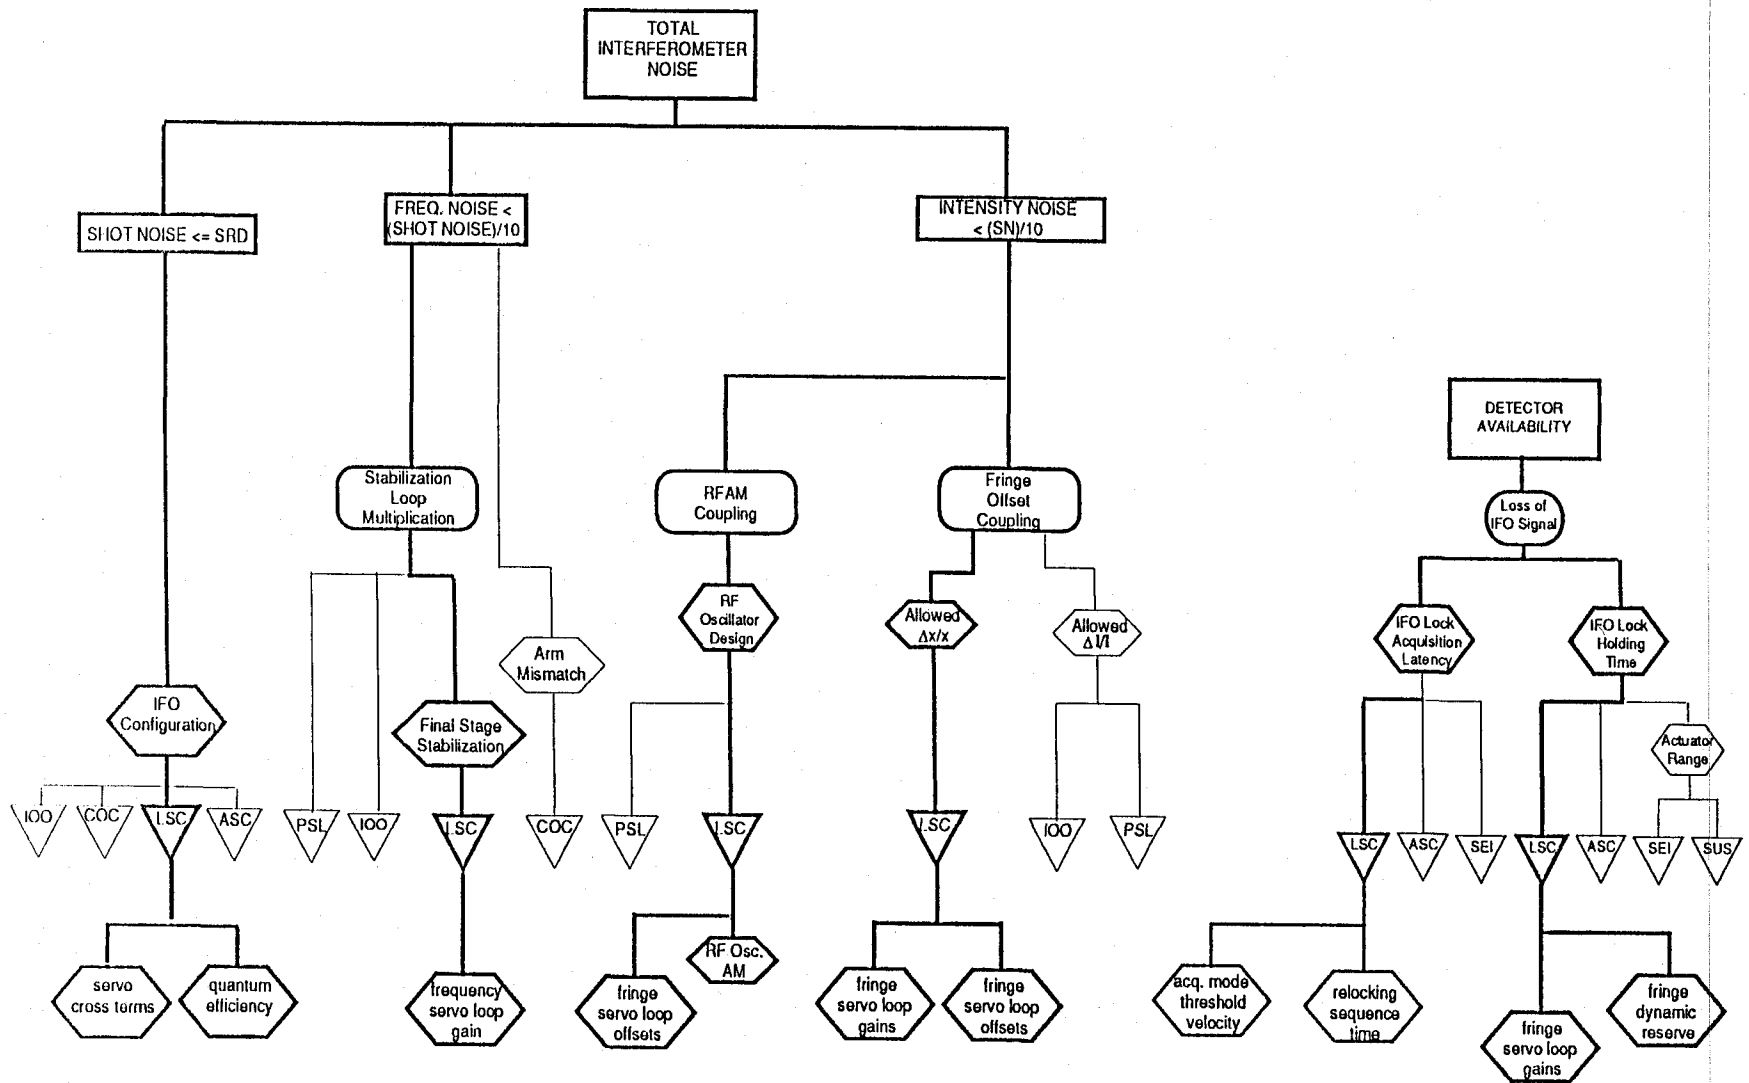 TOTAL
INTERFEROMETER
NOISE
SHOT NOISE <= SRD
FREQ. NOISE <
(SHOT NOISE)/10
INTENSITY NOISE
< (SN)/10
DETECTOR
AVAILABILITY
Stabilization
Loop
Multiplication
RFAM
Coupling
Fringe
Offset
Coupling
Loss of
IFO Signal
RF
Oscillator
Design
Allowed
Δx/x
Allowed
Δ I/I
IFO Lock
Acquisition
Latency
IFO Lock
Holding
Time
Arm
Mismatch
IFO
Configuration
Final Stage
Stabilization
Actuator
Range
IOO
COC
LSC
ASC
PSL
IOO
LSC
COC
PSL
LSC
LSC
IOO
PSL
LSC
ASC
SEI
LSC
ASC
SEI
SUS
servo
cross terms
quantum
efficiency
frequency
servo loop
gain
fringe
servo loop
offsets
RF Osc.
AM
fringe
servo loop
gains
fringe
servo loop
offsets
acq. mode
threshold
velocity
relocking
sequence
time
fringe
servo loop
gains
fringe
dynamic
reserve